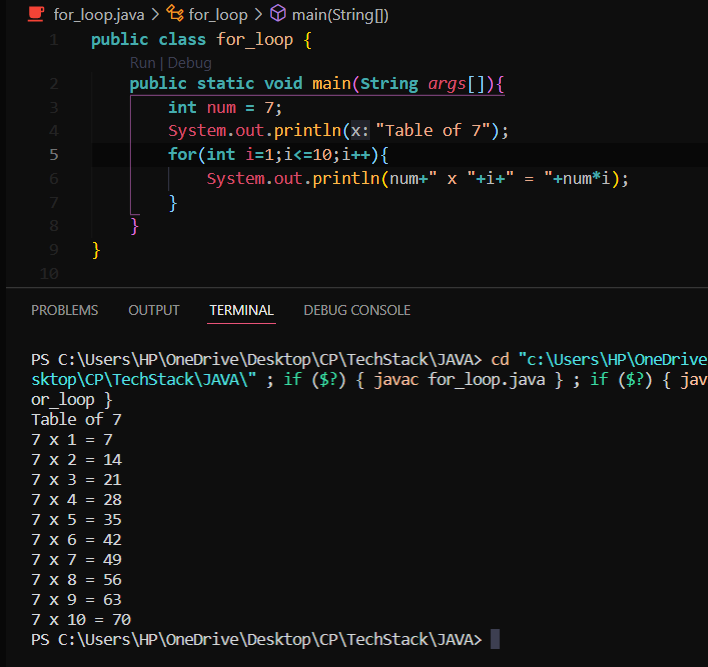 for_loop.java > for_loop > main(String[])
1 public class for_loop {
Run | Debug
2 public static void main(String args[]){
3 int num = 7;
4 System.out.println(x: "Table of 7");
5 for(int i=1;i<=10;i++){
6 System.out.println(num+" x "+i+" = "+num*i);
7 }
8 }
9 }
10
PROBLEMS OUTPUT TERMINAL DEBUG CONSOLE
PS C:\Users\HP\OneDrive\Desktop\CP\TechStack\JAVA> cd "c:\Users\HP\OneDrive
sktop\CP\TechStack\JAVA\" ; if ($?) { javac for_loop.java } ; if ($?) { jav
or_loop }
Table of 7
7 x 1 = 7
7 x 2 = 14
7 x 3 = 21
7 x 4 = 28
7 x 5 = 35
7 x 6 = 42
7 x 7 = 49
7 x 8 = 56
7 x 9 = 63
7 x 10 = 70
PS C:\Users\HP\OneDrive\Desktop\CP\TechStack\JAVA>